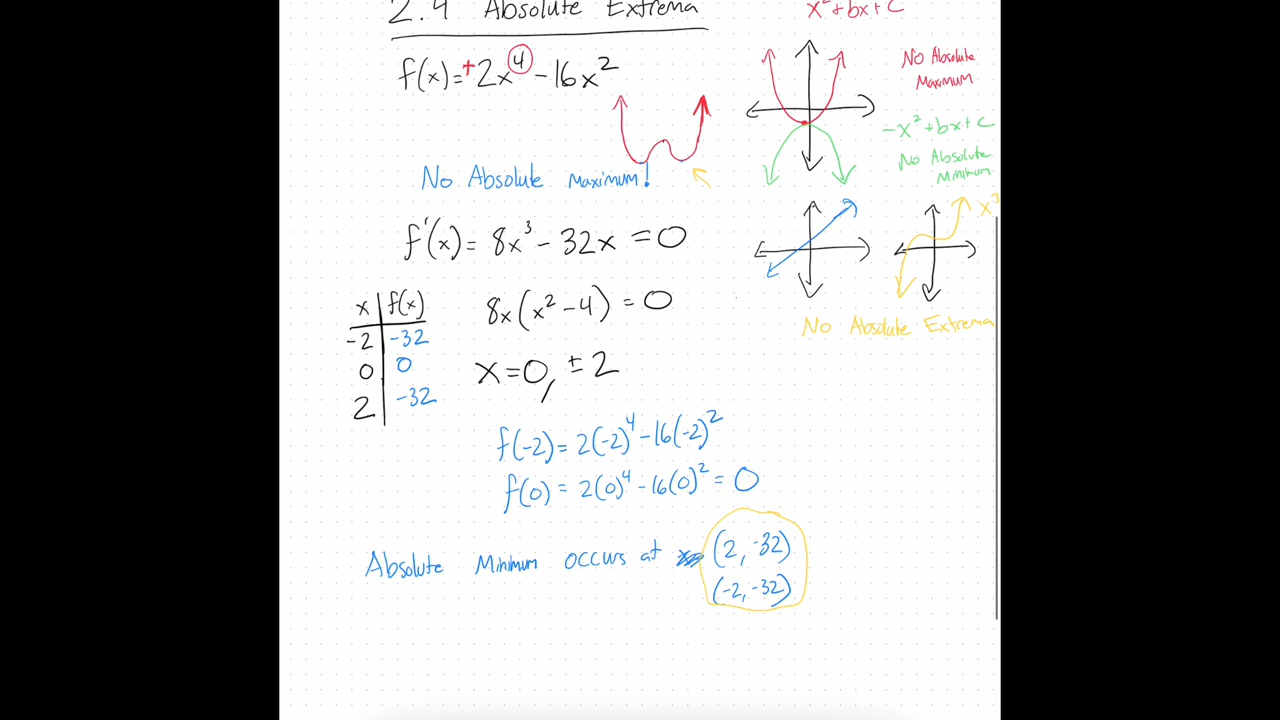 2.4 Absolute Extrema
f(x) = +2x⁴ - 16x²
No Absolute Maximum!
f'(x) = 8x³ - 32x = 0
8x(x² - 4) = 0
x = 0, ± 2
x f(x)
-2 -32
0 0
2 -32
f(-2) = 2(-2)⁴ - 16(-2)²
f(0) = 2(0)⁴ - 16(0)² = 0
Absolute Minimum occurs at (2, -32)
(-2, -32)
x² + bx + c
No Absolute
Maximum
-x² + bx + c
No Absolute
Minimum
x³
No Absolute Extrema